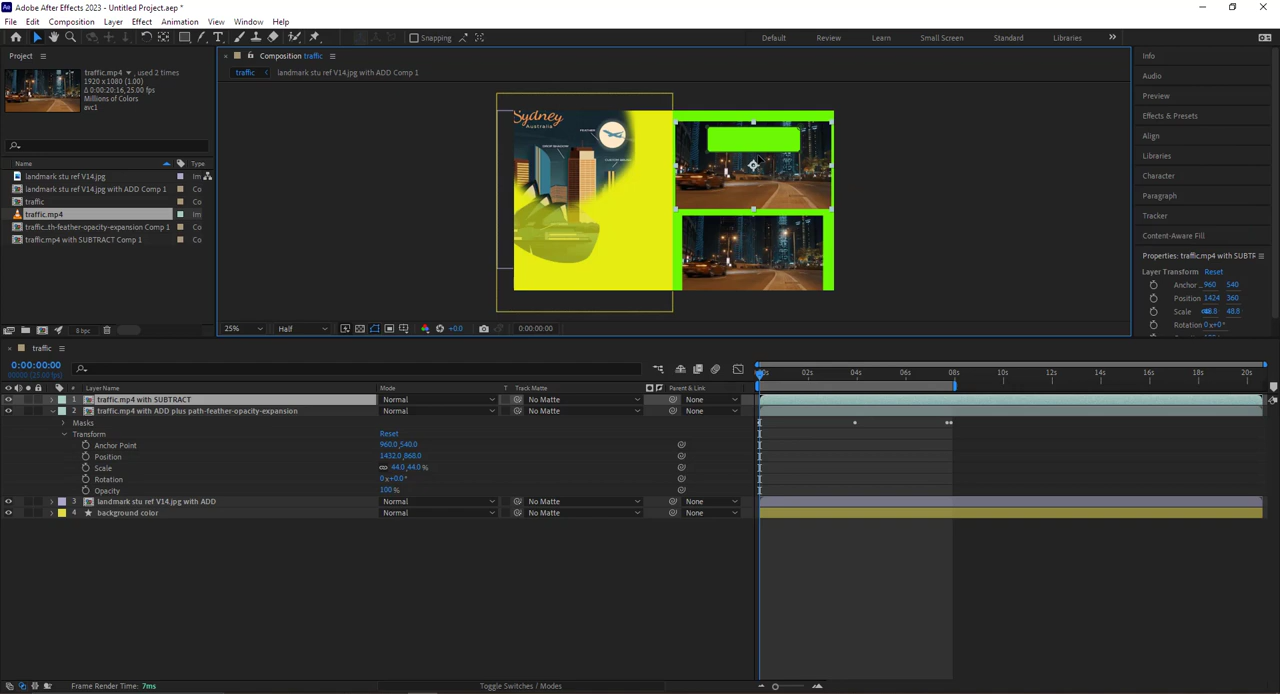 Adobe After Effects 2023 - Untitled Project.aep *
File Edit Composition Layer Effect Animation View Window Help
Snapping
Default Review Learn Small Screen Standard Libraries
Project
traffic.mp4 , used 2 times
1920 x 1080 (1.00)
Δ 0:00:20:16, 25.00 fps
Millions of Colors
avc1
Name Type
landmark stu ref V14.jpg Im
landmark stu ref V14.jpg with ADD Comp 1 Co
traffic Co
traffic.mp4 Im
traffic...th-feather-opacity-expansion Comp 1 Co
traffic.mp4 with SUBTRACT Comp 1 Co
8 bpc
Composition traffic
traffic landmark stu ref V14.jpg with ADD Comp 1
Sydney
Australia
25% Half +0.0 0:00:00:00
Info
Audio
Preview
Effects & Presets
Align
Libraries
Character
Paragraph
Tracker
Content-Aware Fill
Properties: traffic.mp4 with SUBTR
Layer Transform Reset
Anchor .. 960 540
Position 1424 360
Scale 48.8 48.8
Rotation 0x+0.0°
traffic
0:00:00:00
00000 (25.00 fps)
02s 04s 06s 08s 10s 12s 14s 16s 18s 20s
# Layer Name Mode T Track Matte Parent & Link
1 traffic.mp4 with SUBTRACT Normal No Matte None
2 traffic.mp4 with ADD plus path-feather-opacity-expansion Normal No Matte None
Masks
Transform Reset
Anchor Point 960.0,540.0
Position 1432.0,868.0
Scale 44.0,44.0%
Rotation 0x+0.0°
Opacity 100%
3 landmark stu ref V14.jpg with ADD Normal No Matte None
4 background color Normal No Matte None
Frame Render Time: 7ms Toggle Switches / Modes